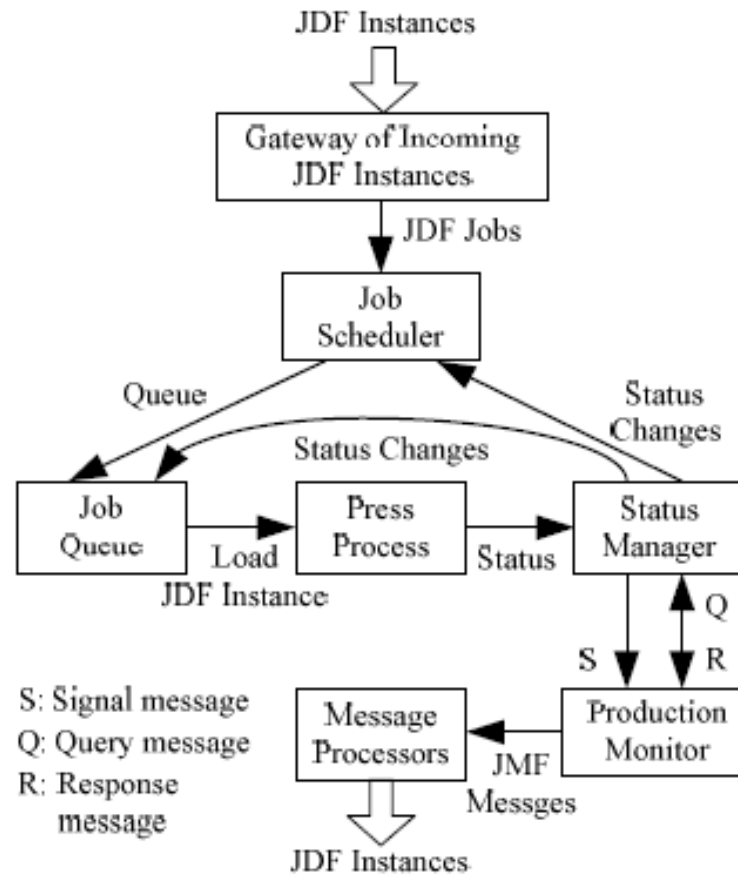 JDF Instances
Gateway of Incoming
JDF Instances
JDF Jobs
Job
Scheduler
Queue
Status
Changes
Status Changes
Job
Queue
Load
JDF Instance
Press
Process
Status
Status
Manager
Q
S
R
S: Signal message
Q: Query message
R: Response
message
Message
Processors
JMF
Messges
Production
Monitor
JDF Instances